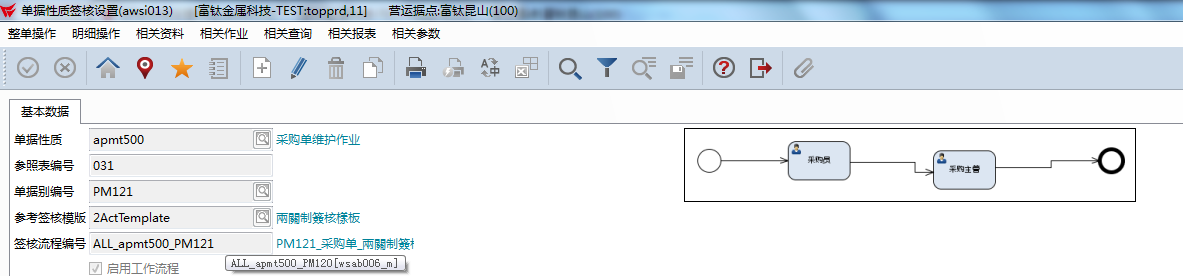 单据性质签核设置(awsi013) [富钛金属科技-TEST:topprd,11] 营运据点:富钛昆山(100)
整单操作 明细操作 相关资料 相关作业 相关查询 相关报表 相关参数
基本数据
单据性质 apmt500 采购单维护作业
参照表编号 031
单据别编号 PM121
参考签核模版 2ActTemplate 兩關制簽核樣板
签核流程编号 ALL_apmt500_PM121 PM121_采购单_兩關制簽核
ALL_apmt500_PM120[wsab006_m]
启用工作流程
采购员
采购主管